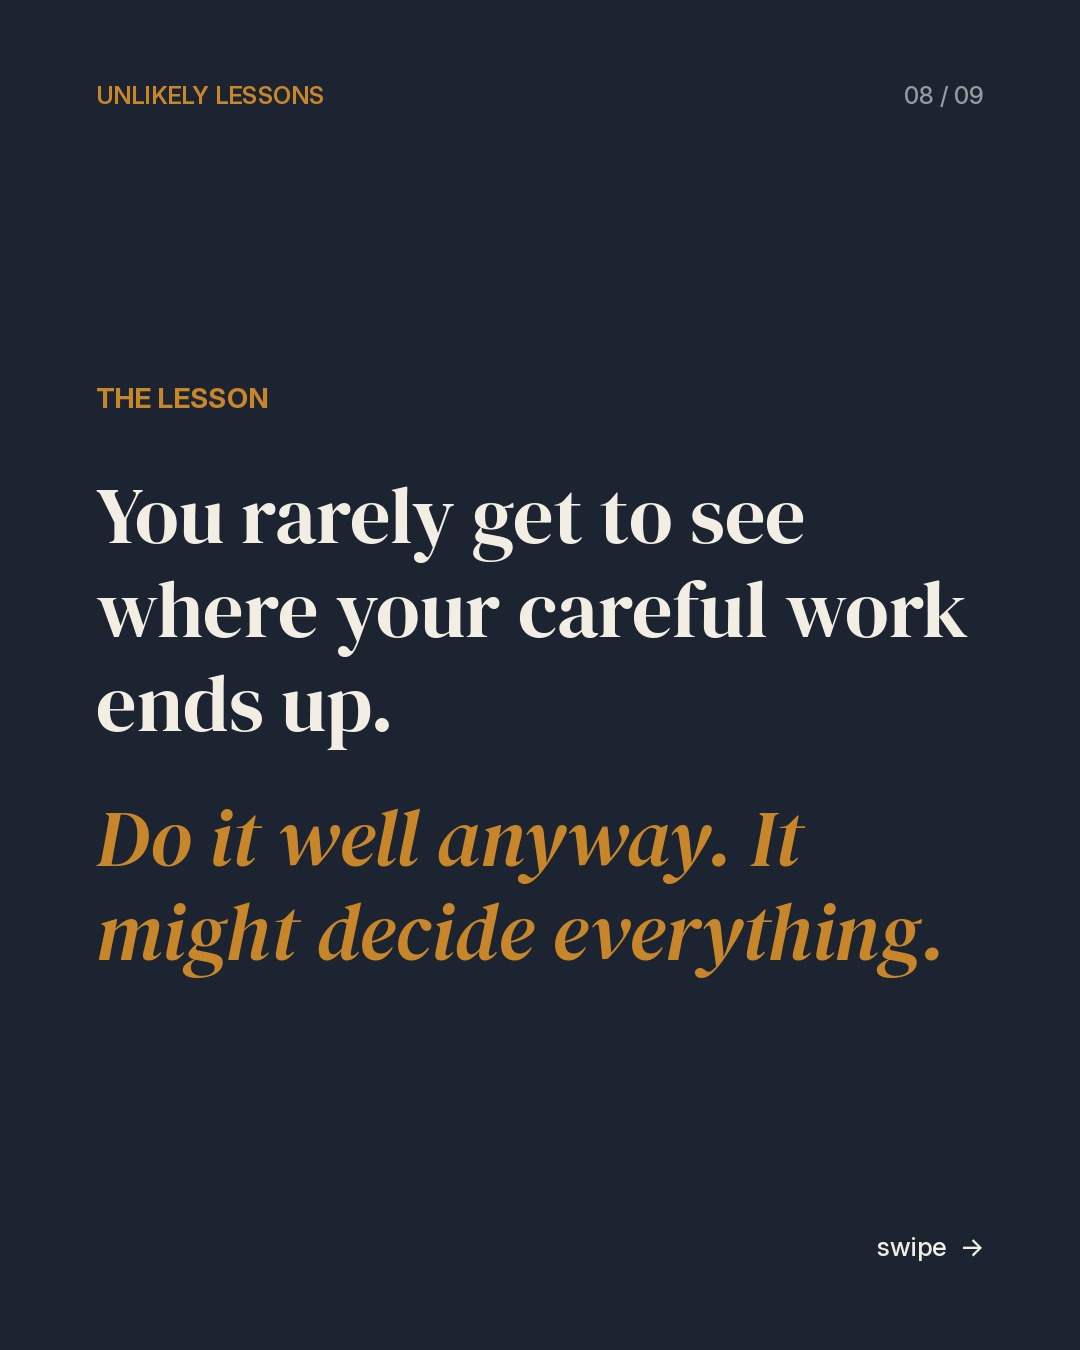 UNLIKELY LESSONS
08 / 09
THE LESSON
You rarely get to see
where your careful work
ends up.
Do it well anyway. It
might decide everything.
swipe →